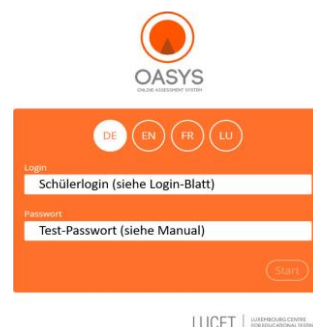 OASYS
ONLINE ASSESSMENT SYSTEM
DE EN FR LU
Login
Schülerlogin (siehe Login-Blatt)
Passwort
Test-Passwort (siehe Manual)
Start
LUCET
LUXEMBOURG CENTRE
FOR EDUCATIONAL TESTING